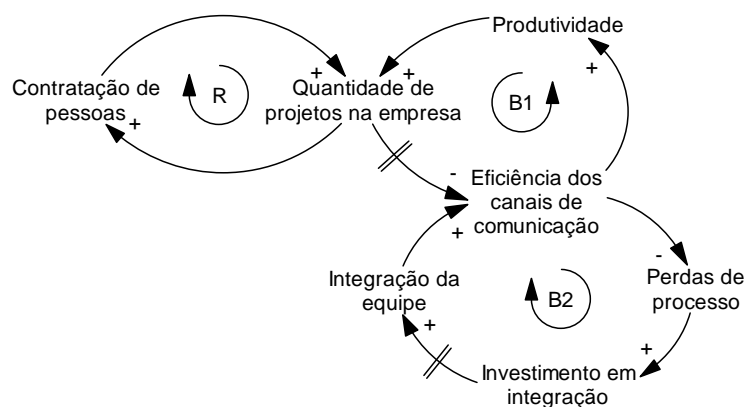 Produtividade
Contratação de
pessoas
+
R
+
Quantidade de
projetos na empresa
+
B1
+
-
Eficiência dos
canais de
comunicação
+
-
Integração da
equipe
B2
Perdas de
processo
+
+
Investimento em
integração